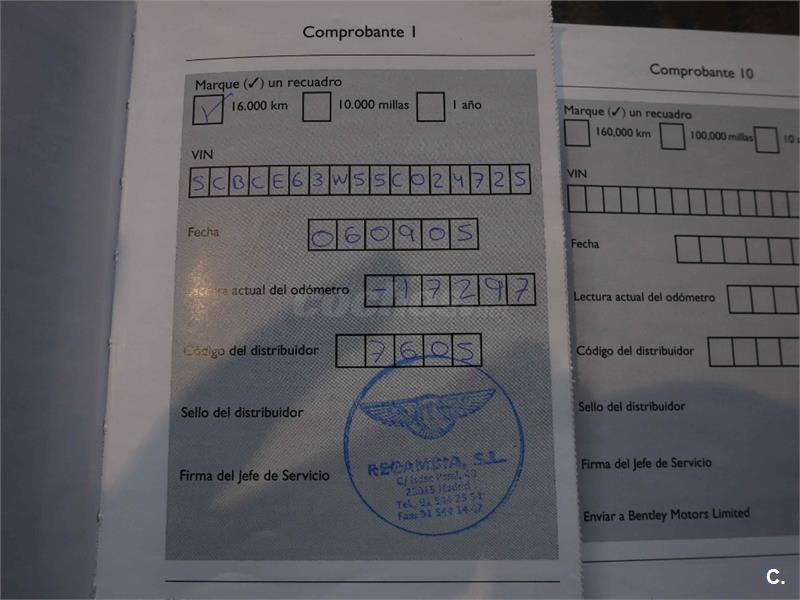 Comprobante 1
Marque (✓) un recuadro
✓ 16.000 km 10.000 millas 1 año
VIN
SCBCE63W55C024725
Fecha 060905
actual del odómetro -17297
Código del distribuidor 7605
Sello del distribuidor
RECAMBIA, S.L.
28015 Madrid
Firma del Jefe de Servicio
Comprobante 10
Marque (✓) un recuadro
160,000 km 100,000 millas 10
VIN
Fecha
Lectura actual del odómetro
Código del distribuidor
Sello del distribuidor
Firma del Jefe de Servicio
Enviar a Bentley Motors Limited
C.